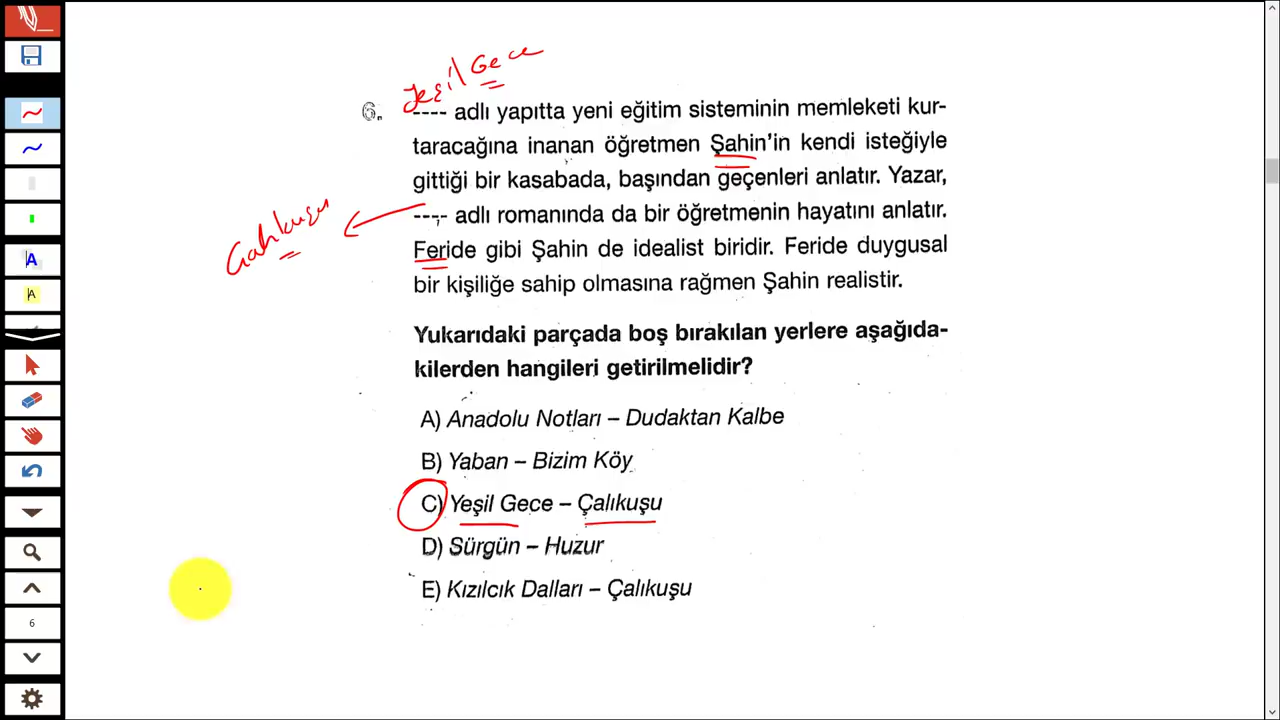 Yeşil Gece
6. ---- adlı yapıtta yeni eğitim sisteminin memleketi kur-
taracağına inanan öğretmen Şahin'in kendi isteğiyle
gittiği bir kasabada, başından geçenleri anlatır. Yazar,
---- adlı romanında da bir öğretmenin hayatını anlatır.
Çalıkuşu
Feride gibi Şahin de idealist biridir. Feride duygusal
bir kişiliğe sahip olmasına rağmen Şahin realistir.
Yukarıdaki parçada boş bırakılan yerlere aşağıda-
kilerden hangileri getirilmelidir?
A) Anadolu Notları – Dudaktan Kalbe
B) Yaban – Bizim Köy
C) Yeşil Gece – Çalıkuşu
D) Sürgün – Huzur
E) Kızılcık Dalları – Çalıkuşu
A
A
6